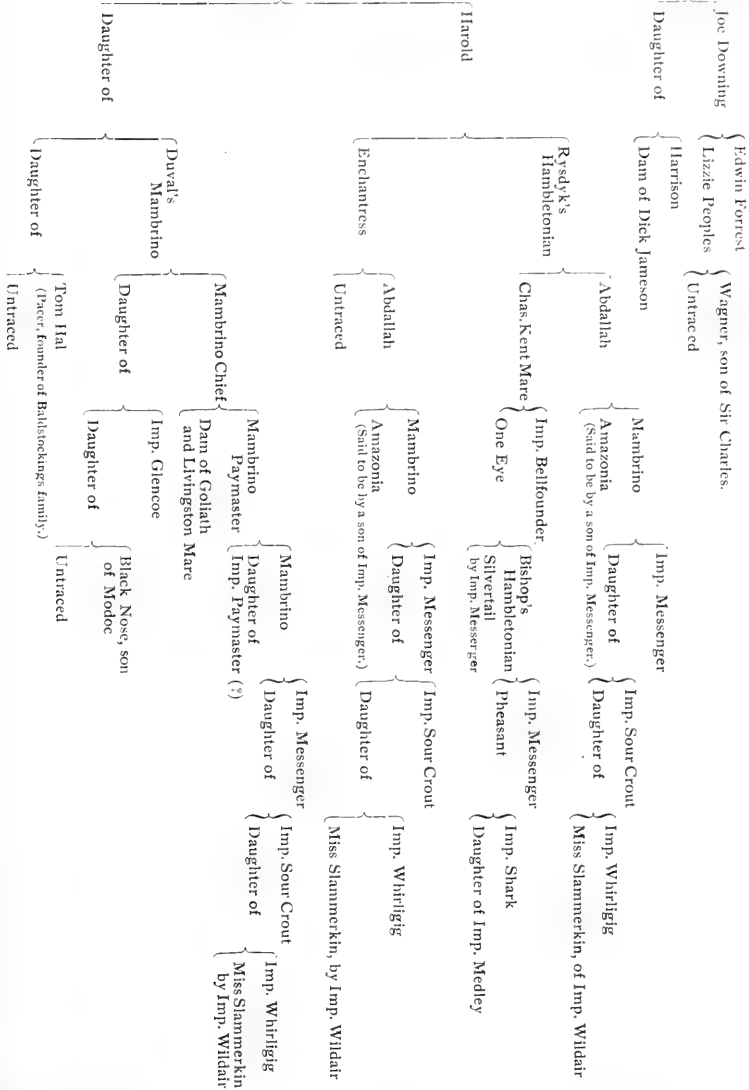 Edwin Forrest
Joe Downing
Wagner, son of Sir Charles.
Lizzie Peoples
Untraced
Harrison
Daughter of
Dam of Dick Jameson
Imp. Messenger
Mambrino
Imp. Sour Crout
Daughter of
Imp. Whirligig
Abdallah
Amazonia
Daughter of
(Said to be by a son of Imp. Messenger.)
Miss Slammerkin, of Imp. Wildair
Rysdyk's
Hambletonian
Imp. Bellfounder
Imp. Messenger
Chas. Kent Mare
Bishop's
Hambletonian
Imp. Shark
One Eye
Pheasant
Silvertail
by Imp. Messenger
Daughter of Imp. Medley
Harold
Imp. Messenger
Mambrino
Imp. Sour Crout
Daughter of
Imp. Whirligig
Abdallah
Amazonia
Daughter of
(Said to be by a son of Imp. Messenger.)
Miss Slammerkin, by Imp. Wildair
Enchantress
Untraced
Imp. Messenger
Mambrino
Imp. Sour Crout
Mambrino
Paymaster
Daughter of
Daughter of
Imp. Whirligig
Mambrino Chief
Daughter of
Imp. Paymaster (?)
Miss Slammerkin
by Imp. Wildair
Dam of Goliath
and Livingston Mare
Duval's
Mambrino
Imp. Glencoe
Daughter of
Black Nose, son
of Modoc
Daughter of
Untraced
Daughter of
Tom Hal
(Pacer, founder of Baldstockings family.)
Daughter of
Untraced